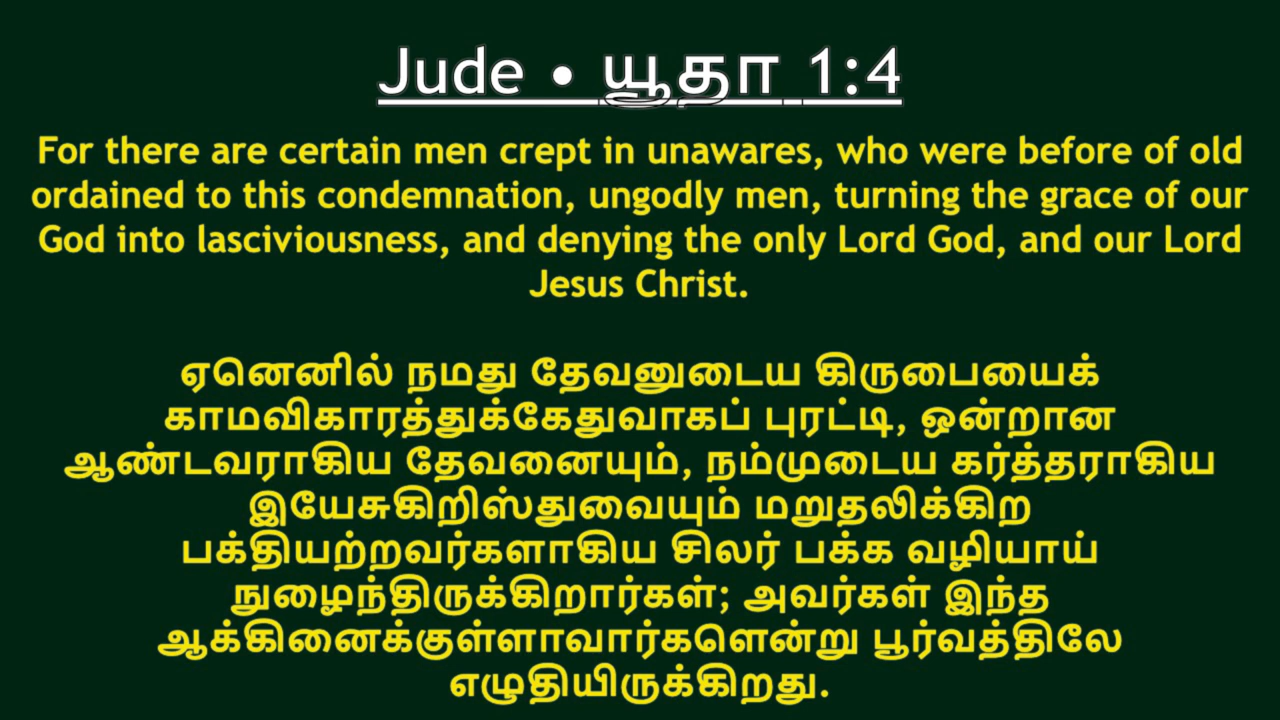 Jude • யூதா 1:4
For there are certain men crept in unawares, who were before of old
ordained to this condemnation, ungodly men, turning the grace of our
God into lasciviousness, and denying the only Lord God, and our Lord
Jesus Christ.
ஏனெனில் நமது தேவனுடைய கிருபையைக்
காமவிகாரத்துக்கேதுவாகப் புரட்டி, ஒன்றான
ஆண்டவராகிய தேவனையும், நம்முடைய கர்த்தராகிய
இயேசுகிறிஸ்துவையும் மறுதலிக்கிற
பக்தியற்றவர்களாகிய சிலர் பக்க வழியாய்
நுழைந்திருக்கிறார்கள்; அவர்கள் இந்த
ஆக்கினைக்குள்ளாவார்களென்று பூர்வத்திலே
எழுதியிருக்கிறது.